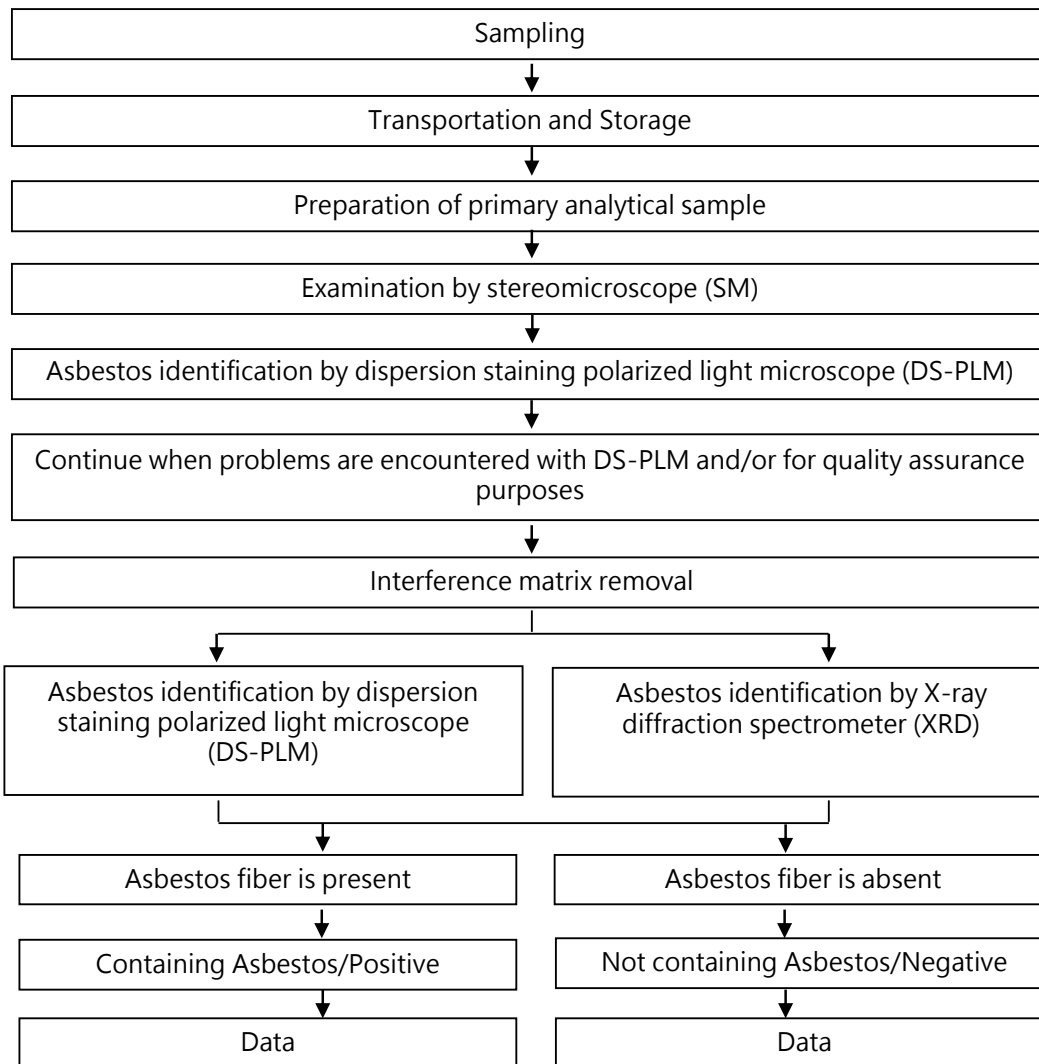 Sampling
Transportation and Storage
Preparation of primary analytical sample
Examination by stereomicroscope (SM)
Asbestos identification by dispersion staining polarized light microscope (DS-PLM)
Continue when problems are encountered with DS-PLM and/or for quality assurance
purposes
Interference matrix removal
Asbestos identification by dispersion
staining polarized light microscope
(DS-PLM)
Asbestos identification by X-ray
diffraction spectrometer (XRD)
Asbestos fiber is present
Asbestos fiber is absent
Containing Asbestos/Positive
Not containing Asbestos/Negative
Data
Data